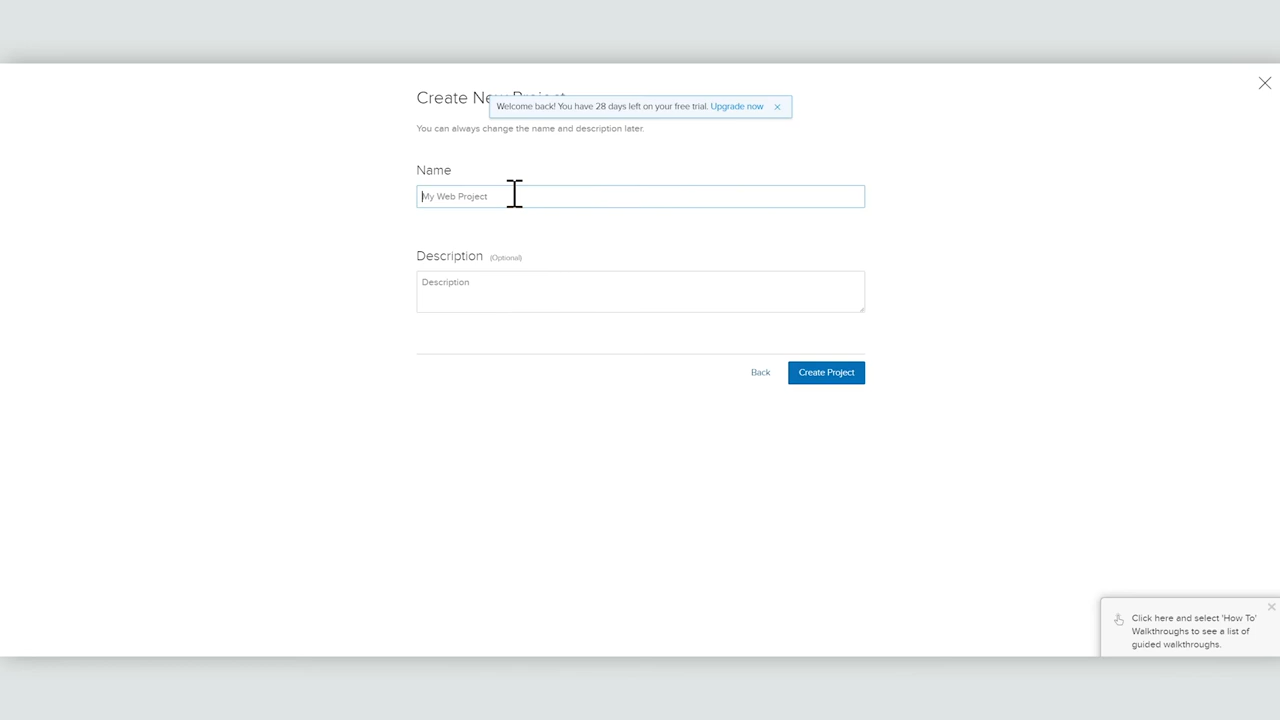 Create New Project
Welcome back! You have 28 days left on your free trial. Upgrade now ×
You can always change the name and description later.
Name
My Web Project
Description (Optional)
Description
Back
Create Project
Click here and select 'How To'
Walkthroughs to see a list of
guided walkthroughs.